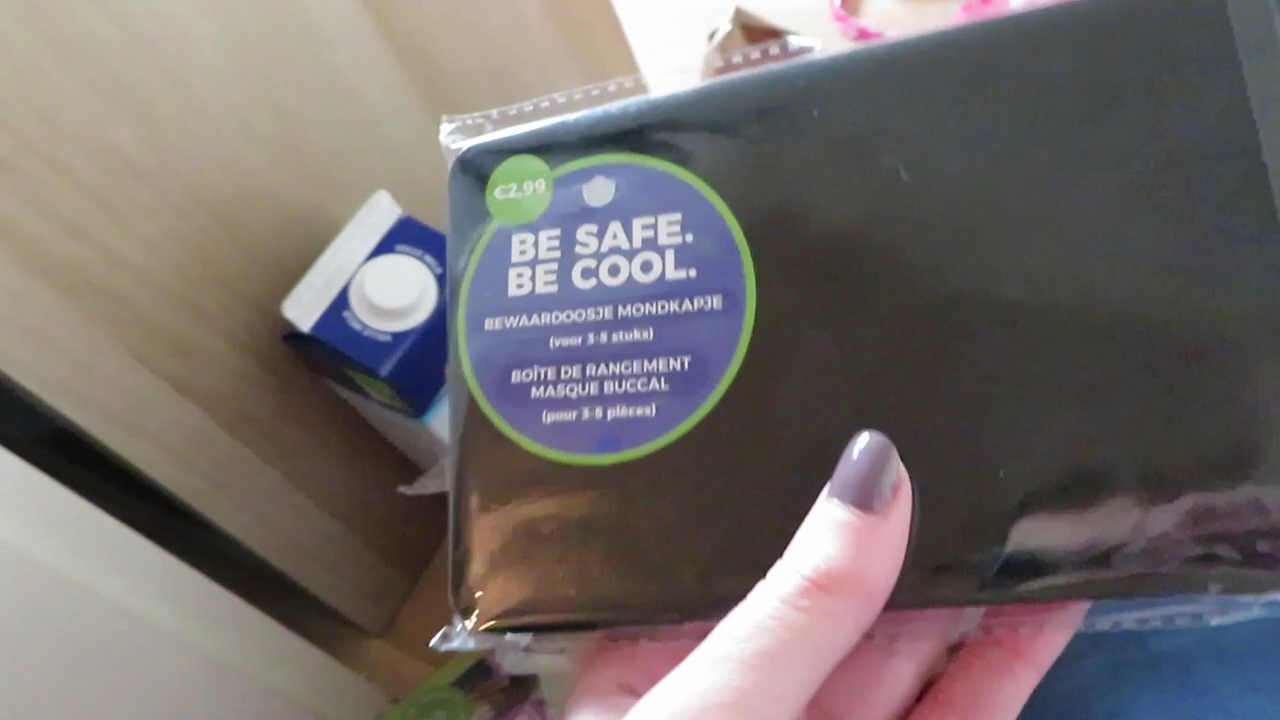 €2,99
BE SAFE.
BE COOL.
BEWAARDOOSJE MONDKAPJE
(voor 3-5 stuks)
BOÎTE DE RANGEMENT
MASQUE BUCCAL
(pour 3-5 pièces)